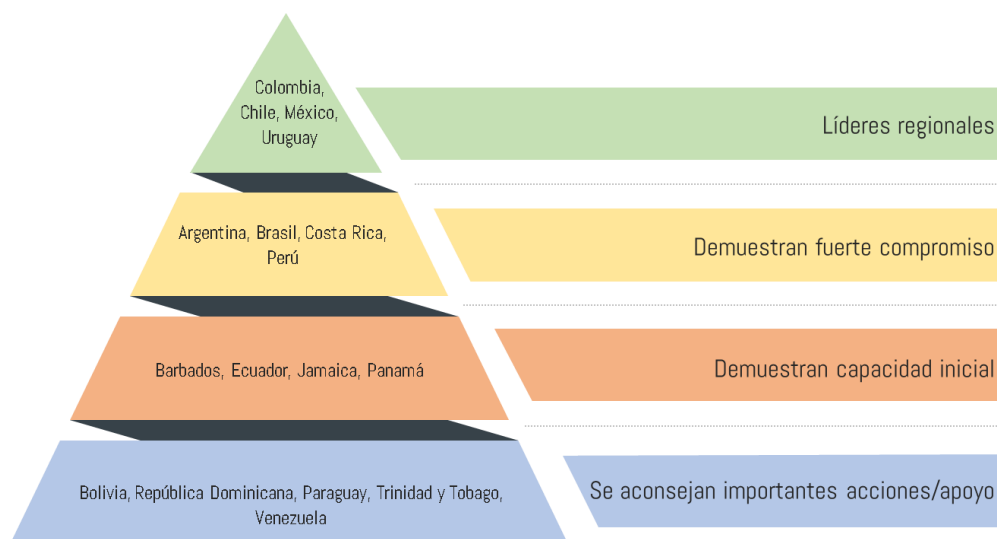 Colombia,
Chile, México,
Uruguay
Líderes regionales
Argentina, Brasil, Costa Rica,
Perú
Demuestran fuerte compromiso
Barbados, Ecuador, Jamaica, Panamá
Demuestran capacidad inicial
Bolivia, República Dominicana, Paraguay, Trinidad y Tobago,
Venezuela
Se aconsejan importantes acciones/apoyo